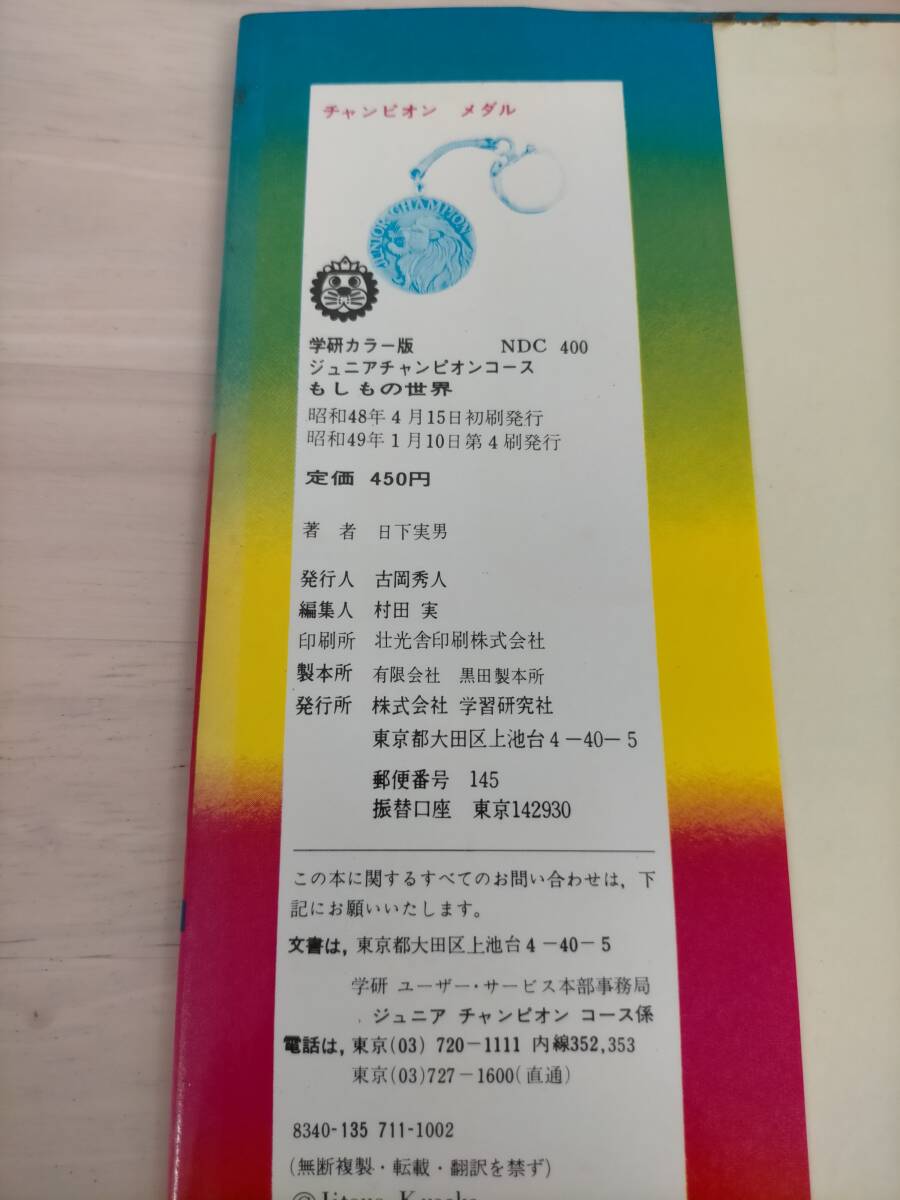 チャンピオン メダル
JUNIOR CHAMPION
学研カラー版 NDC 400
ジュニアチャンピオンコース
もしもの世界
昭和48年4月15日初刷発行
昭和49年1月10日第4刷発行
定価 450円
著 者 日下実男
発行人 古岡秀人
編集人 村田 実
印刷所 壮光舎印刷株式会社
製本所 有限会社 黒田製本所
発行所 株式会社 学習研究社
東京都大田区上池台4-40-5
郵便番号 145
振替口座 東京142930
この本に関するすべてのお問い合わせは,下
記にお願いいたします。
文書は,東京都大田区上池台4-40-5
学研 ユーザー・サービス本部事務局
ジュニア チャンピオン コース係
電話は,東京(03) 720-1111 内線352,353
東京(03)727-1600(直通)
8340-135 711-1002
(無断複製・転載・翻訳を禁ず)